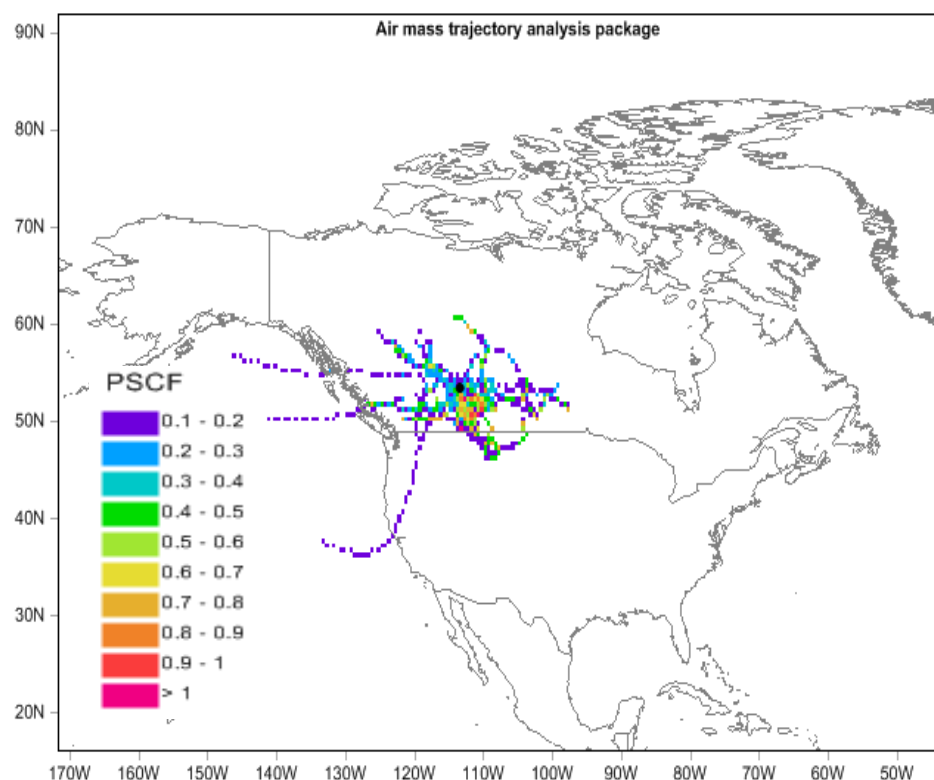 Air mass trajectory analysis package
90N
80N
70N
60N
50N
40N
30N
20N
PSCF
0.1 - 0.2
0.2 - 0.3
0.3 - 0.4
0.4 - 0.5
0.5 - 0.6
0.6 - 0.7
0.7 - 0.8
0.8 - 0.9
0.9 - 1
> 1
170W 160W 150W 140W 130W 120W 110W 100W 90W 80W 70W 60W 50W